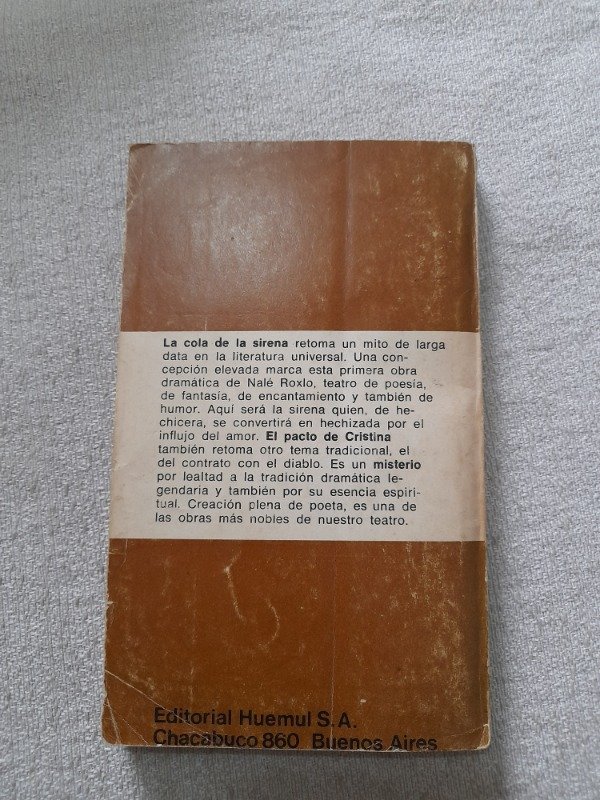 La cola de la sirena retoma un mito de larga
data en la literatura universal. Una con-
cepción elevada marca esta primera obra
dramática de Nalé Roxlo, teatro de poesía,
de fantasía, de encantamiento y también de
humor. Aquí será la sirena quien, de he-
chicera, se convertirá en hechizada por el
influjo del amor. El pacto de Cristina
también retoma otro tema tradicional, el
del contrato con el diablo. Es un misterio
por lealtad a la tradición dramática le-
gendaria y también por su esencia espiri-
tual. Creación plena de poeta, es una de
las obras más nobles de nuestro teatro.
Editorial Huemul S.A.
Chacabuco 860 Buenos Aires